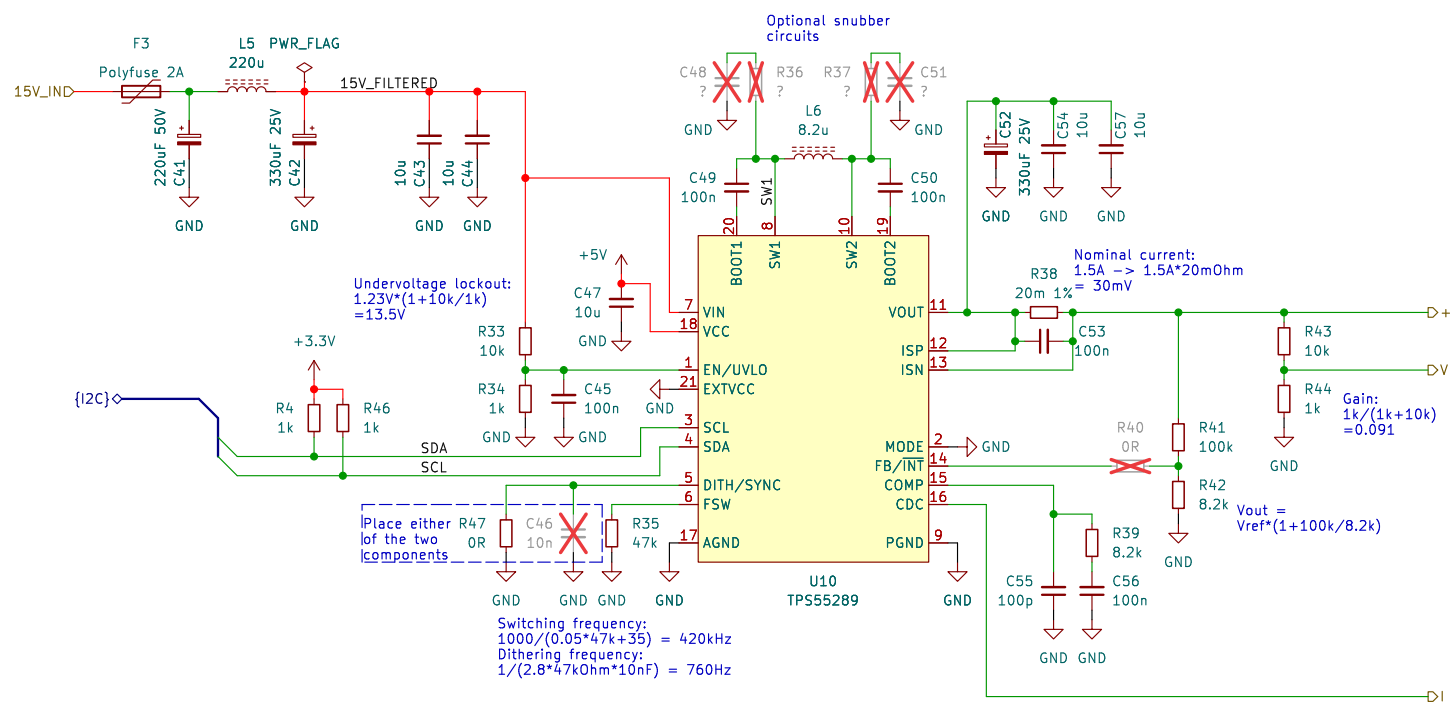 Optional snubber
circuits
F3
Polyfuse 2A
15V_IN
L5
220u
PWR_FLAG
15V_FILTERED
220uF 50V
C41
GND
330uF 25V
C42
GND
10u
C43
GND
10u
C44
GND
C48
?
R36
?
GND
R37
?
C51
?
GND
L6
8.2u
C49
100n
SW1
C50
100n
C52
330uF 25V
GND
C54
10u
GND
C57
10u
GND
20
8
10
19
BOOT1
SW1
SW2
BOOT2
Undervoltage lockout:
1.23V*(1+10k/1k)
=13.5V
+5V
C47
10u
GND
Nominal current:
1.5A -> 1.5A*20mOhm
= 30mV
R38
20m 1%
C53
100n
7
VIN
18
VCC
1
EN/UVLO
21
EXTVCC
3
SCL
4
SDA
5
DITH/SYNC
6
FSW
17
AGND
VOUT
11
ISP
12
ISN
13
MODE
2
FB/INT
14
COMP
15
CDC
16
PGND
9
U10
TPS55289
R33
10k
R34
1k
GND
C45
100n
GND
GND
+3.3V
{I2C}
R4
1k
R46
1k
SDA
SCL
Place either
of the two
components
R47
0R
C46
10n
R35
47k
GND
GND
GND
GND
GND
Switching frequency:
1000/(0.05*47k+35) = 420kHz
Dithering frequency:
1/(2.8*47kOhm*10nF) = 760Hz
GND
R40
0R
R41
100k
R42
8.2k
GND
Vout =
Vref*(1+100k/8.2k)
R39
8.2k
C55
100p
GND
C56
100n
GND
R43
10k
R44
1k
GND
Gain:
1k/(1k+10k)
=0.091
+
V
I